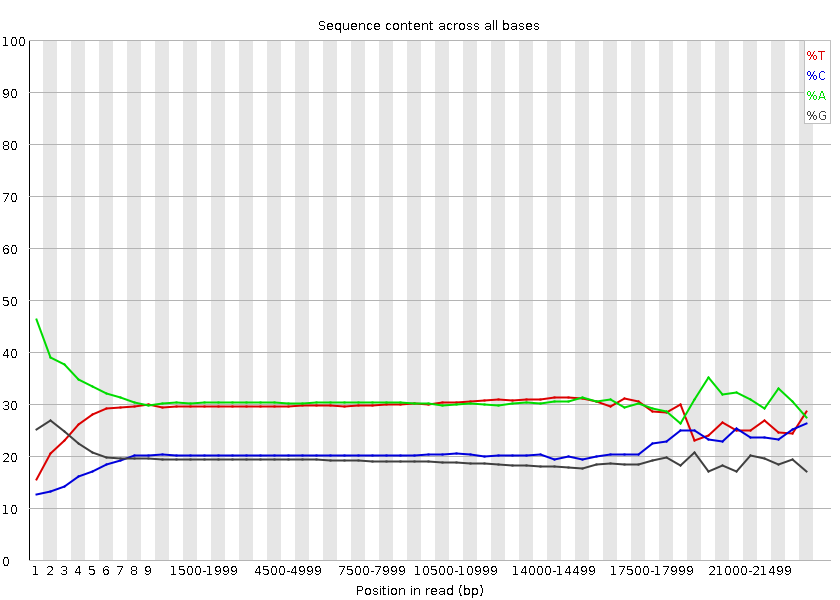 Sequence content across all bases
100
90
80
70
60
50
40
30
20
10
0
%T
%C
%A
%G
1 2 3 4 5 6 7 8 9 1500-1999 4500-4999 7500-7999 10500-10999 14000-14499 17500-17999 21000-21499
Position in read (bp)